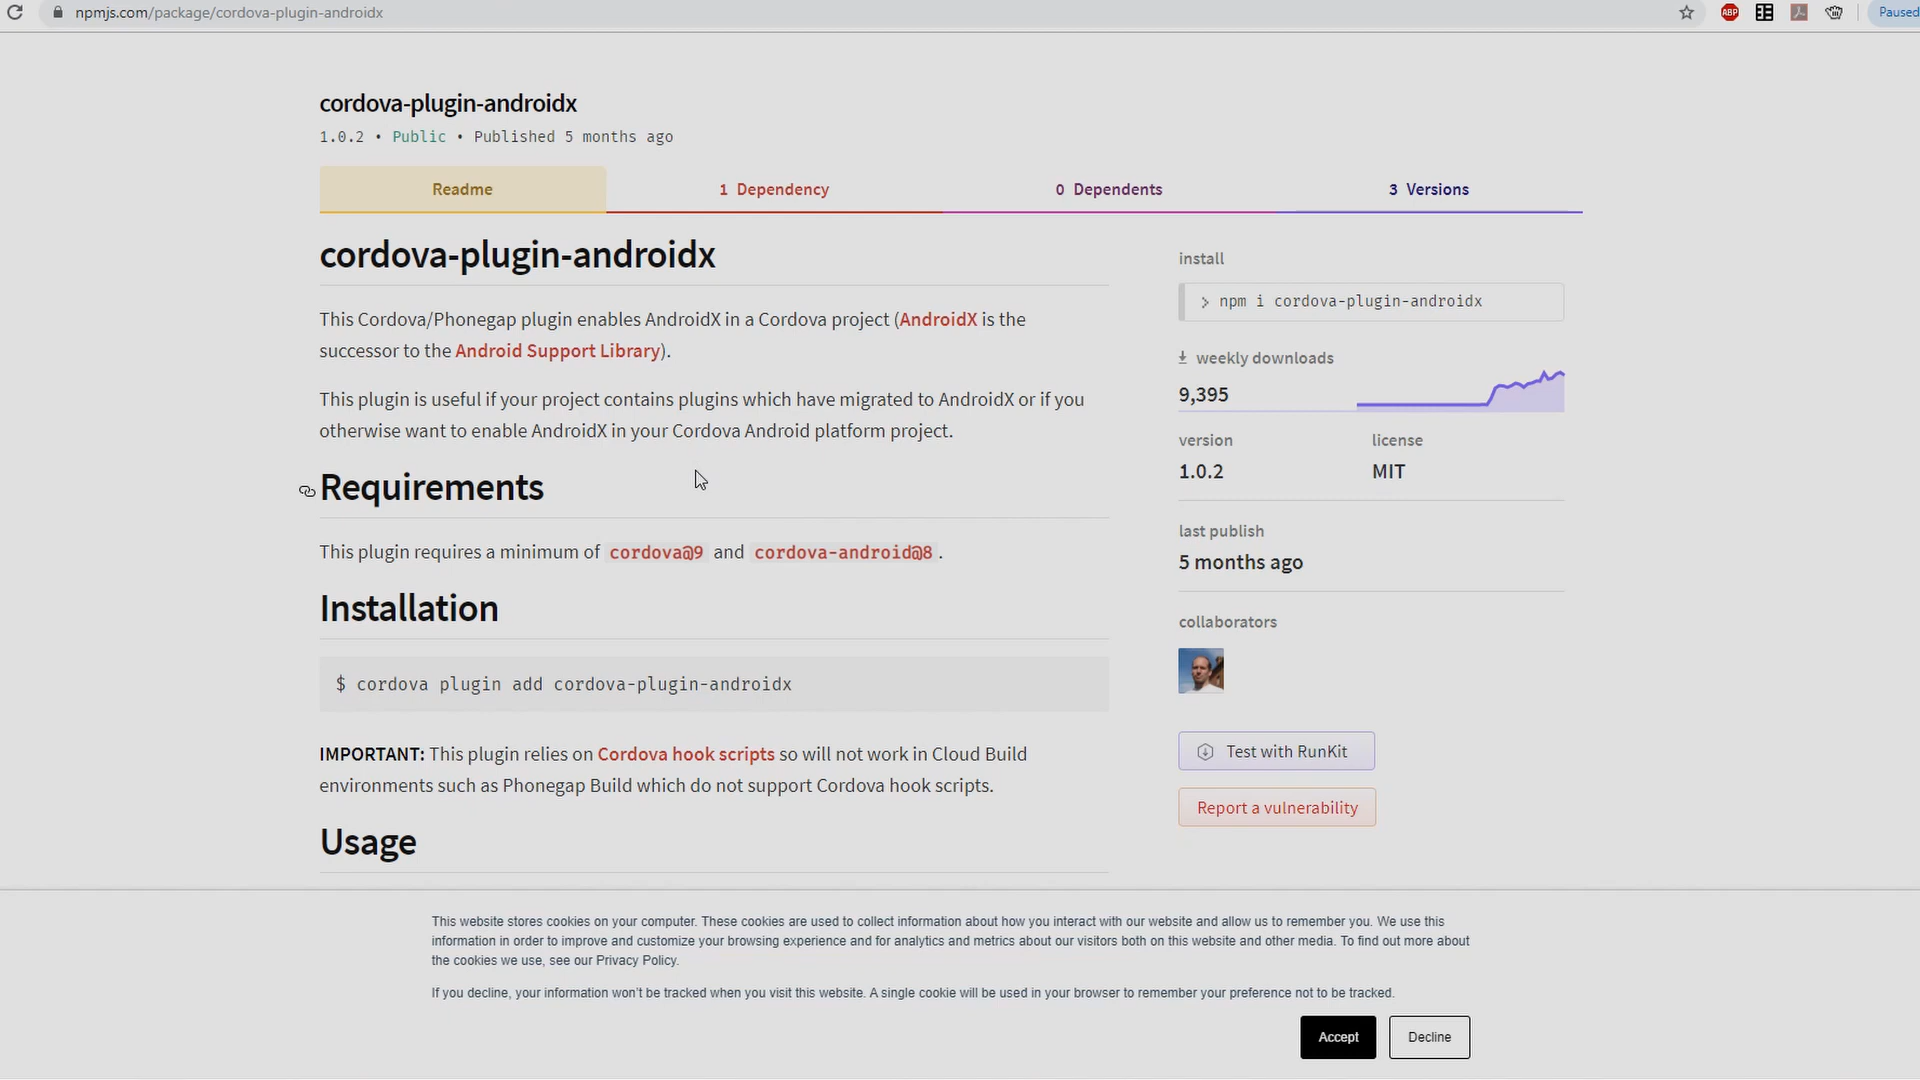 npmjs.com/package/cordova-plugin-androidx
ABP
Paused
cordova-plugin-androidx
1.0.2 • Public • Published 5 months ago
Readme
1 Dependency
0 Dependents
3 Versions
cordova-plugin-androidx
This Cordova/Phonegap plugin enables AndroidX in a Cordova project (AndroidX is the
successor to the Android Support Library).
This plugin is useful if your project contains plugins which have migrated to AndroidX or if you
otherwise want to enable AndroidX in your Cordova Android platform project.
Requirements
This plugin requires a minimum of cordova@9 and cordova-android@8 .
Installation
$ cordova plugin add cordova-plugin-androidx
IMPORTANT: This plugin relies on Cordova hook scripts so will not work in Cloud Build
environments such as Phonegap Build which do not support Cordova hook scripts.
Usage
install
> npm i cordova-plugin-androidx
weekly downloads
9,395
version
1.0.2
license
MIT
last publish
5 months ago
collaborators
Test with RunKit
Report a vulnerability
This website stores cookies on your computer. These cookies are used to collect information about how you interact with our website and allow us to remember you. We use this
information in order to improve and customize your browsing experience and for analytics and metrics about our visitors both on this website and other media. To find out more about
the cookies we use, see our Privacy Policy.
If you decline, your information won't be tracked when you visit this website. A single cookie will be used in your browser to remember your preference not to be tracked.
Accept
Decline